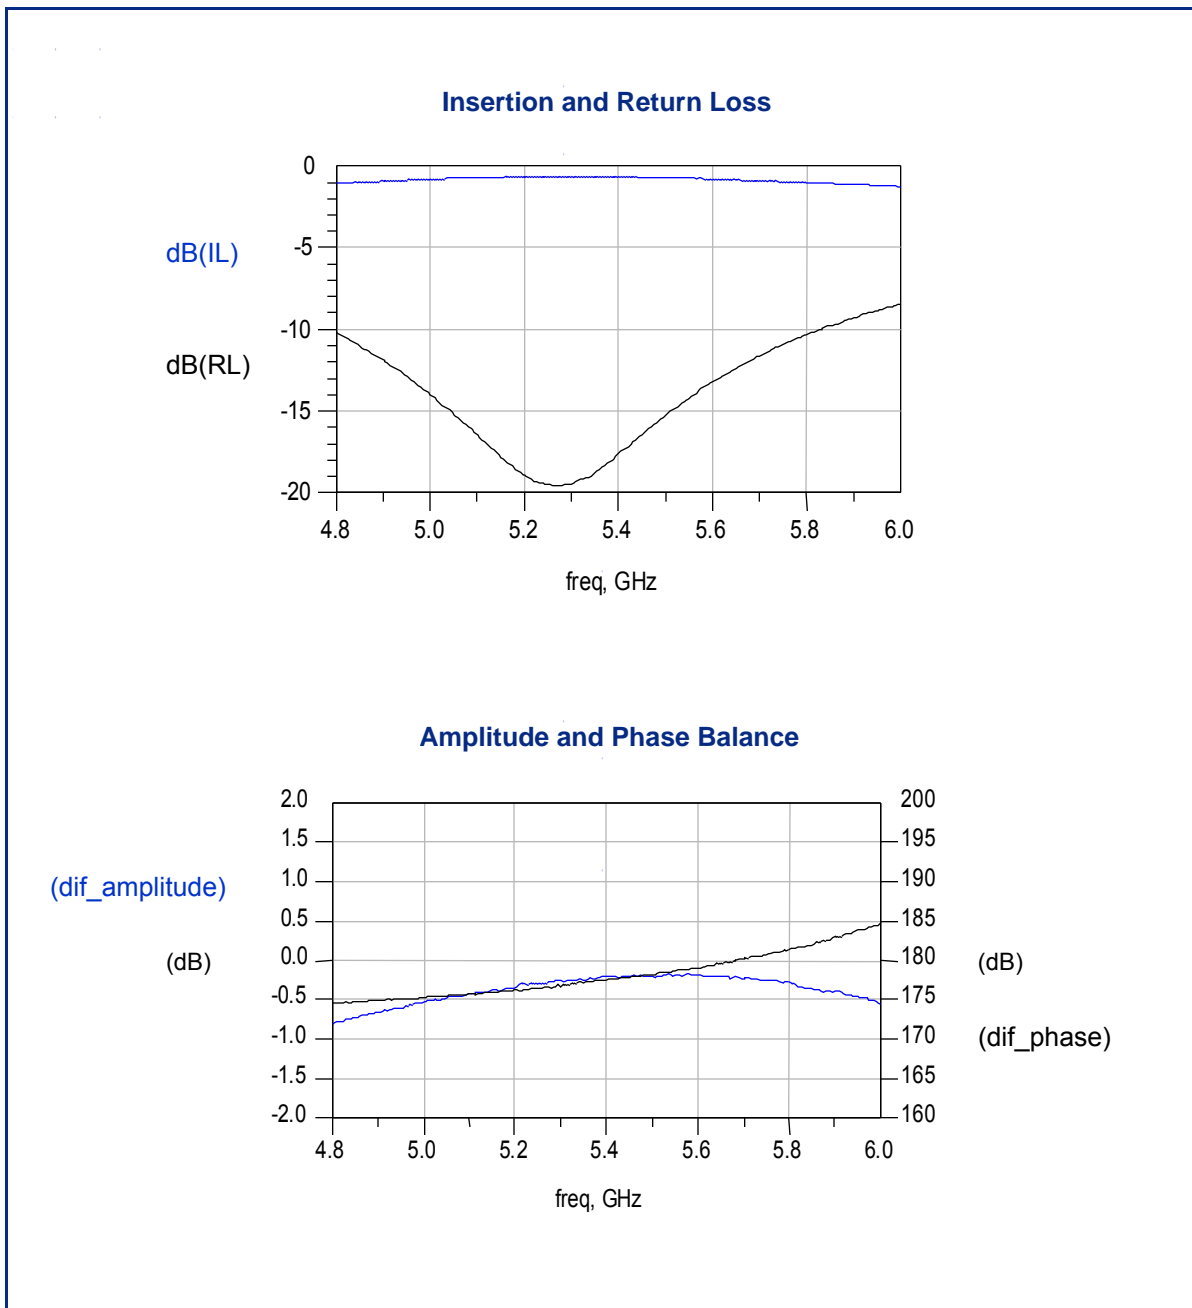 Insertion and Return Loss
0
-5
-10
-15
-20
dB(IL)
dB(RL)
4.8 5.0 5.2 5.4 5.6 5.8 6.0
freq, GHz
Amplitude and Phase Balance
2.0 200
1.5 195
1.0 190
(dif_amplitude)
0.5 185
(dB) 0.0 180 (dB)
-0.5 175
-1.0 170 (dif_phase)
-1.5 165
-2.0 160
4.8 5.0 5.2 5.4 5.6 5.8 6.0
freq, GHz